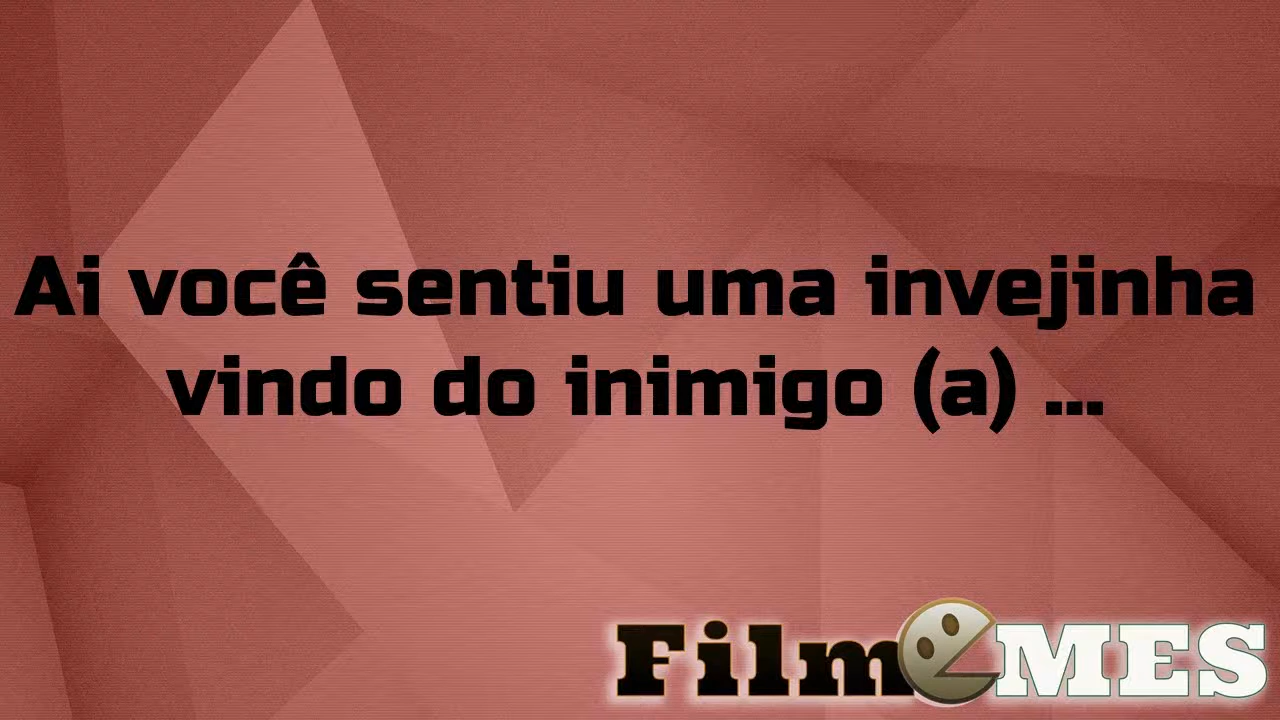 Ai você sentiu uma invejinha
vindo do inimigo (a) ...
FilmeMES